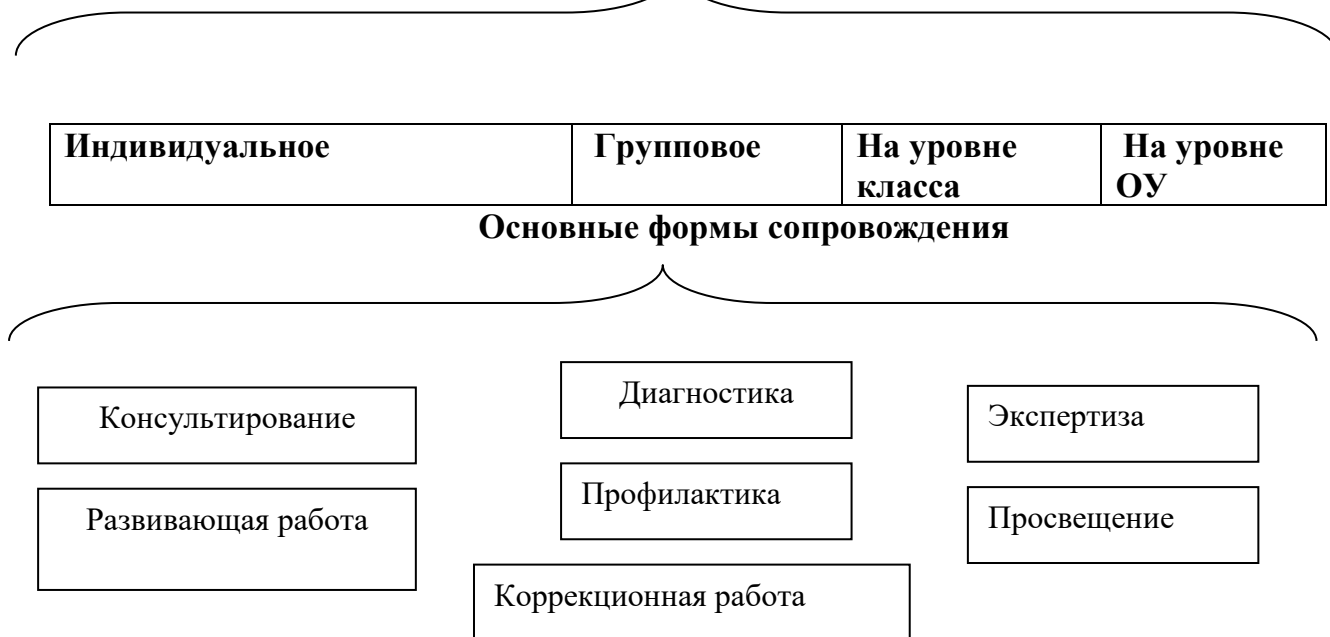 Индивидуальное
Групповое
На уровне
класса
На уровне
ОУ
Основные формы сопровождения
Консультирование
Диагностика
Экспертиза
Развивающая работа
Профилактика
Просвещение
Коррекционная работа